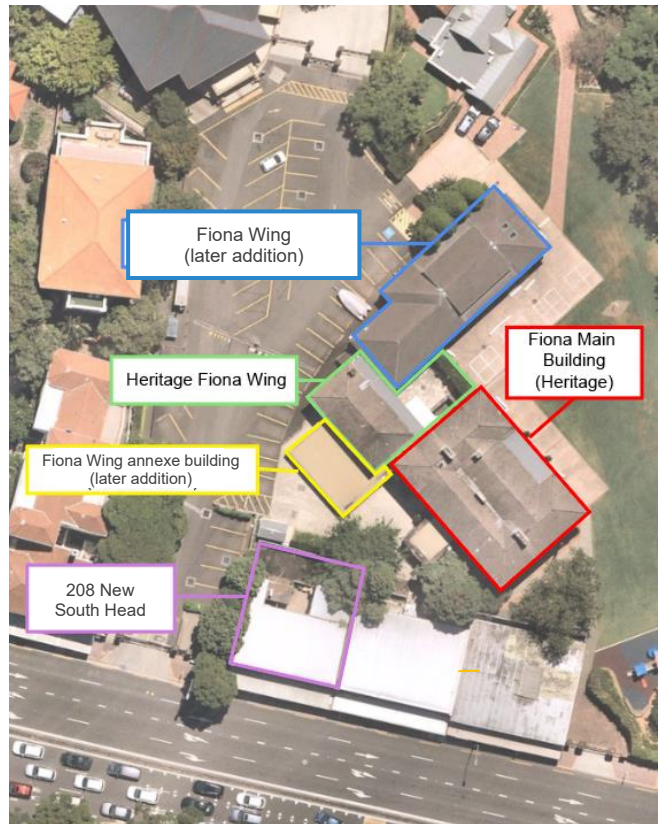 Fiona Wing
(later addition)
Fiona Main
Building
(Heritage)
Heritage Fiona Wing
Fiona Wing annexe building
(later addition)
208 New
South Head